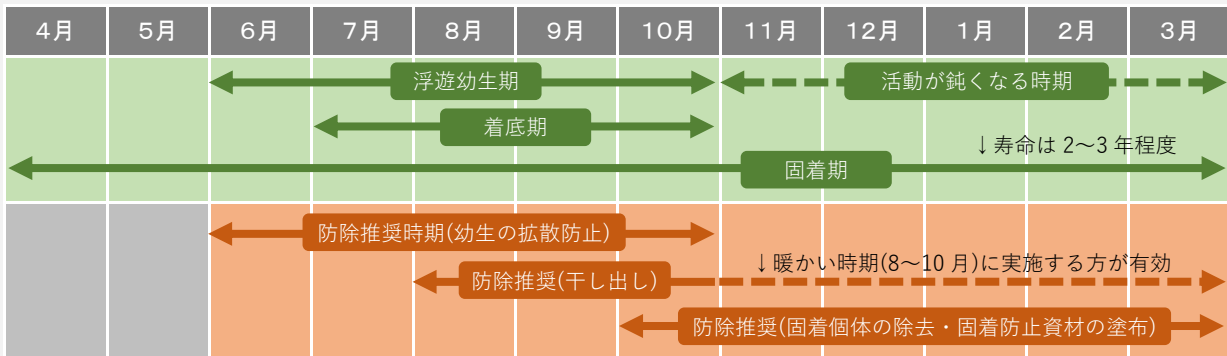 4月 5月 6月 7月 8月 9月 10月 11月 12月 1月 2月 3月
浮遊幼生期 活動が鈍くなる時期
着底期
↓寿命は2~3年程度
固着期
防除推奨時期(幼生の拡散防止)
↓暖かい時期(8~10月)に実施する方が有効
防除推奨(干し出し)
防除推奨(固着個体の除去・固着防止資材の塗布)